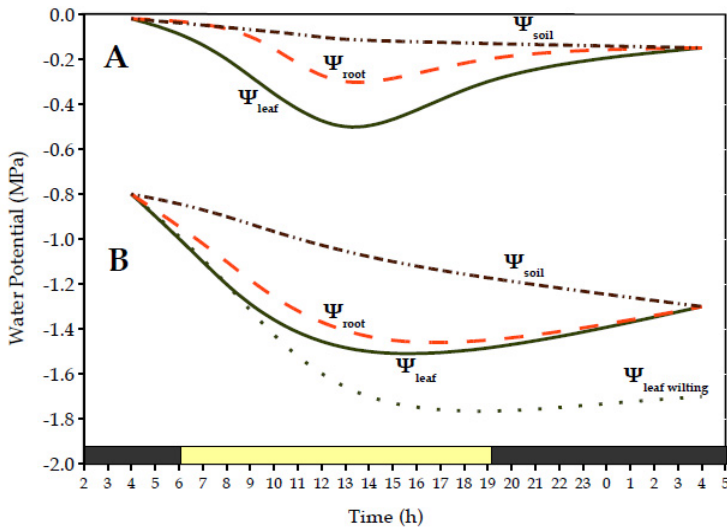 0.0
-0.2
-0.4
-0.6
-0.8
-1.0
-1.2
-1.4
-1.6
-1.8
-2.0
Water Potential (MPa)
A
Ψsoil
Ψroot
Ψleaf
B
Ψsoil
Ψroot
Ψleaf
Ψleaf wilting
2 3 4 5 6 7 8 9 10 11 12 13 14 15 16 17 18 19 20 21 22 23 0 1 2 3 4 5
Time (h)